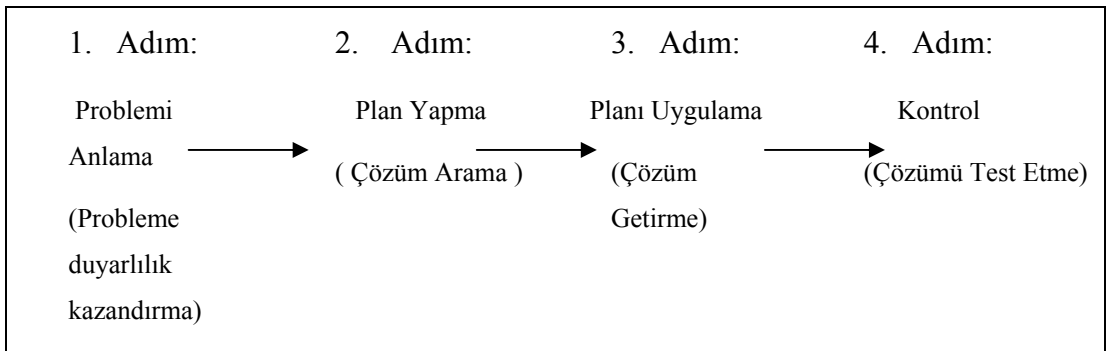 1. Adım:
Problemi
Anlama
(Probleme
duyarlılık
kazandırma)
2. Adım:
Plan Yapma
( Çözüm Arama )
3. Adım:
Planı Uygulama
(Çözüm
Getirme)
4. Adım:
Kontrol
(Çözümü Test Etme)